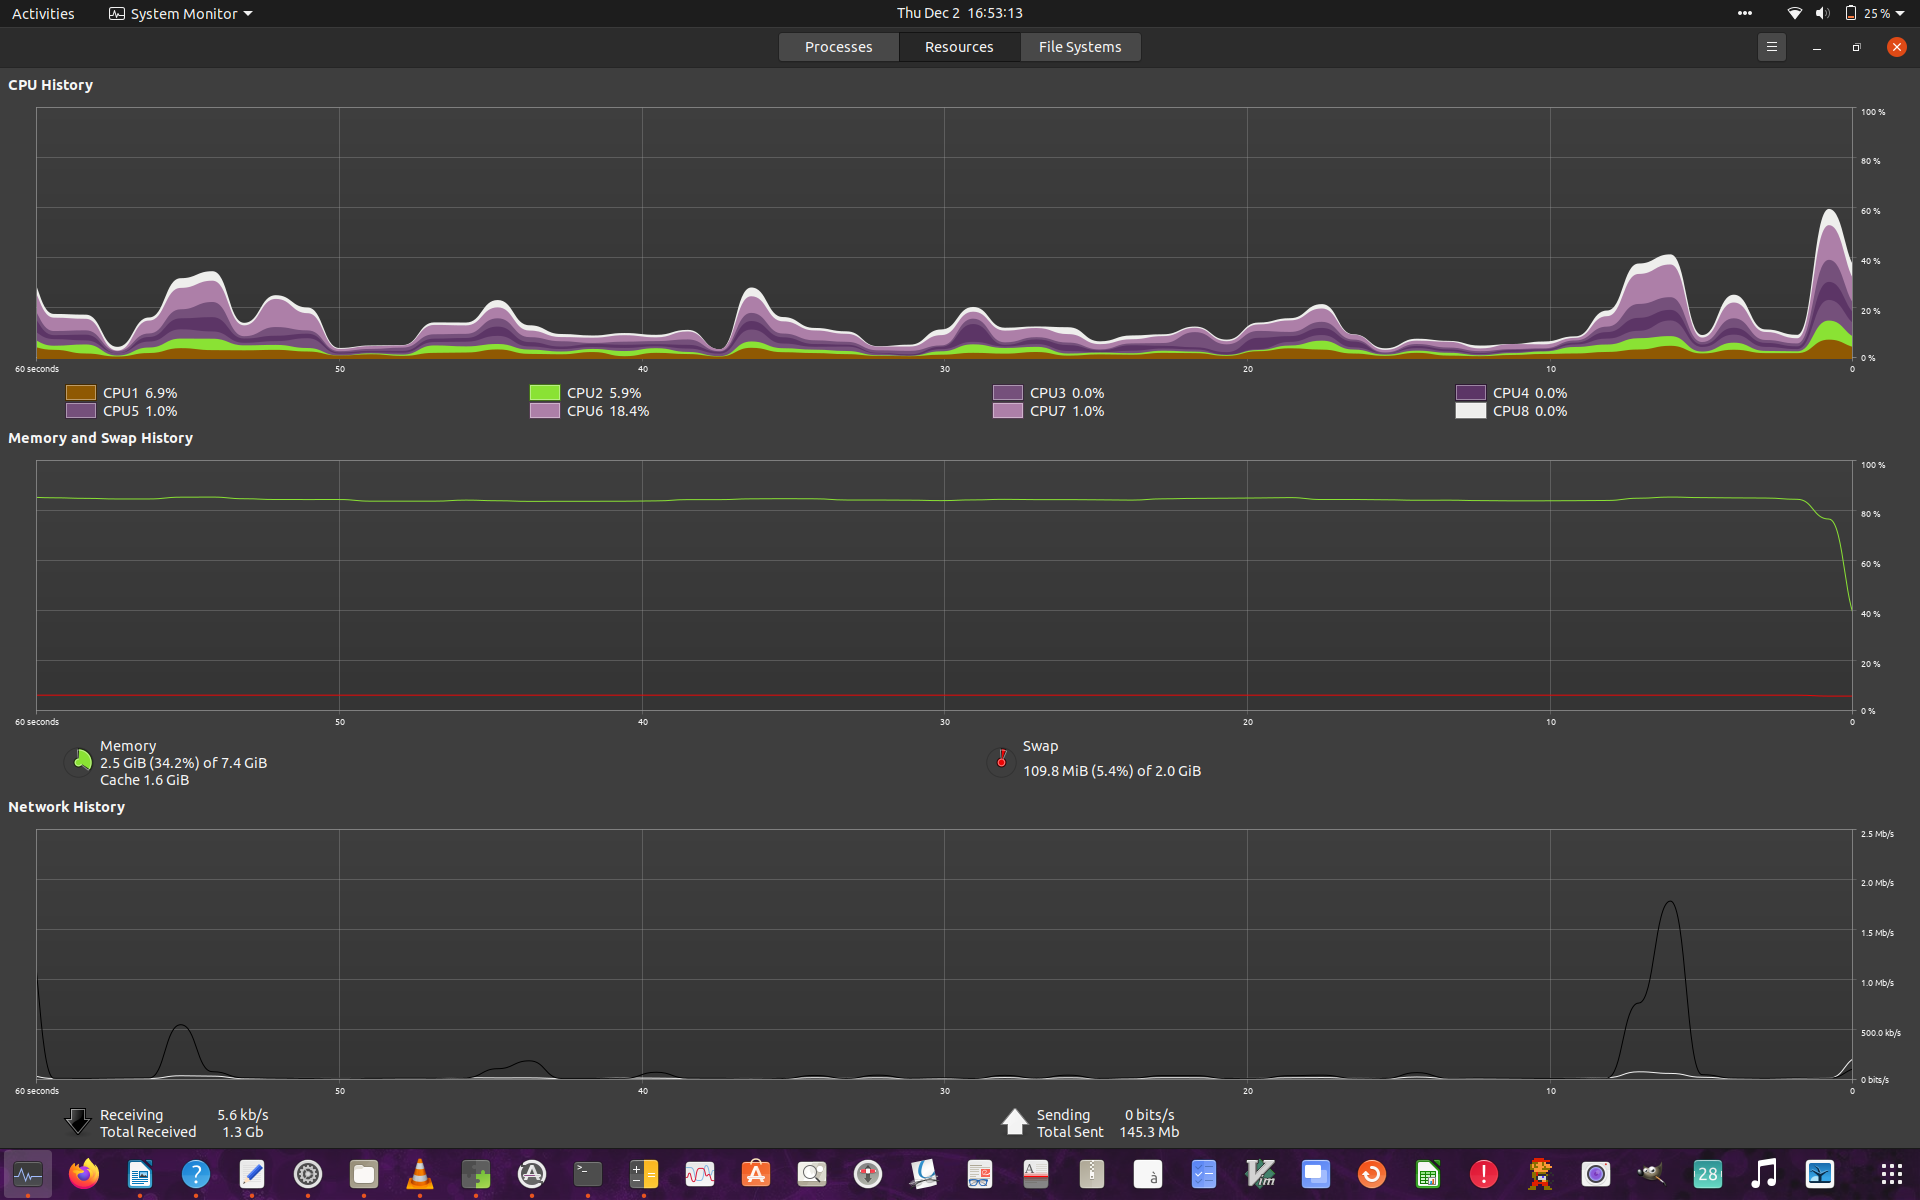 Activities
System Monitor
Thu Dec 2 16:53:13
25 %
Processes
Resources
File Systems
CPU History
100 %
80 %
60 %
40 %
20 %
0 %
60 seconds 50 40 30 20 10 0
CPU1 6.9% CPU2 5.9% CPU3 0.0% CPU4 0.0%
CPU5 1.0% CPU6 18.4% CPU7 1.0% CPU8 0.0%
Memory and Swap History
100 %
80 %
60 %
40 %
20 %
0 %
60 seconds 50 40 30 20 10 0
Memory
2.5 GiB (34.2%) of 7.4 GiB
Cache 1.6 GiB
Swap
109.8 MiB (5.4%) of 2.0 GiB
Network History
2.5 Mb/s
2.0 Mb/s
1.5 Mb/s
1.0 Mb/s
500.0 kb/s
0 bits/s
60 seconds 50 40 30 20 10 0
Receiving 5.6 kb/s
Total Received 1.3 Gb
Sending 0 bits/s
Total Sent 145.3 Mb
?
>_
A
à
Vim
!
28